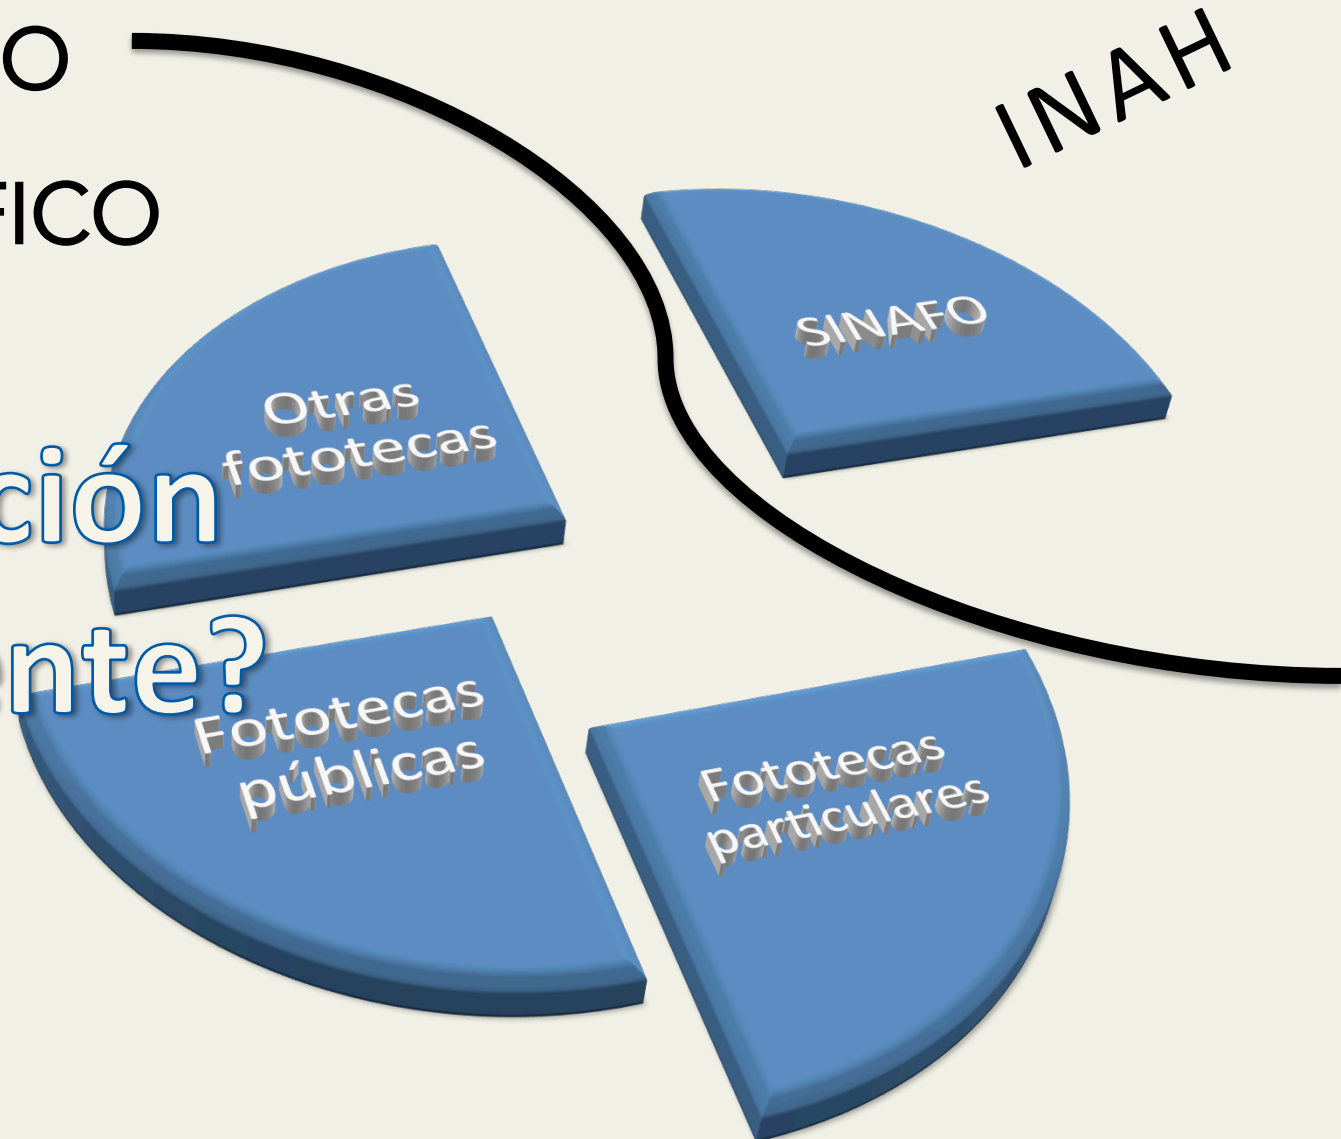 O
INAH
FICO
SINAFO
Otras
fototecas
ción
nte?
Fototecas
públicas
Fototecas
particulares